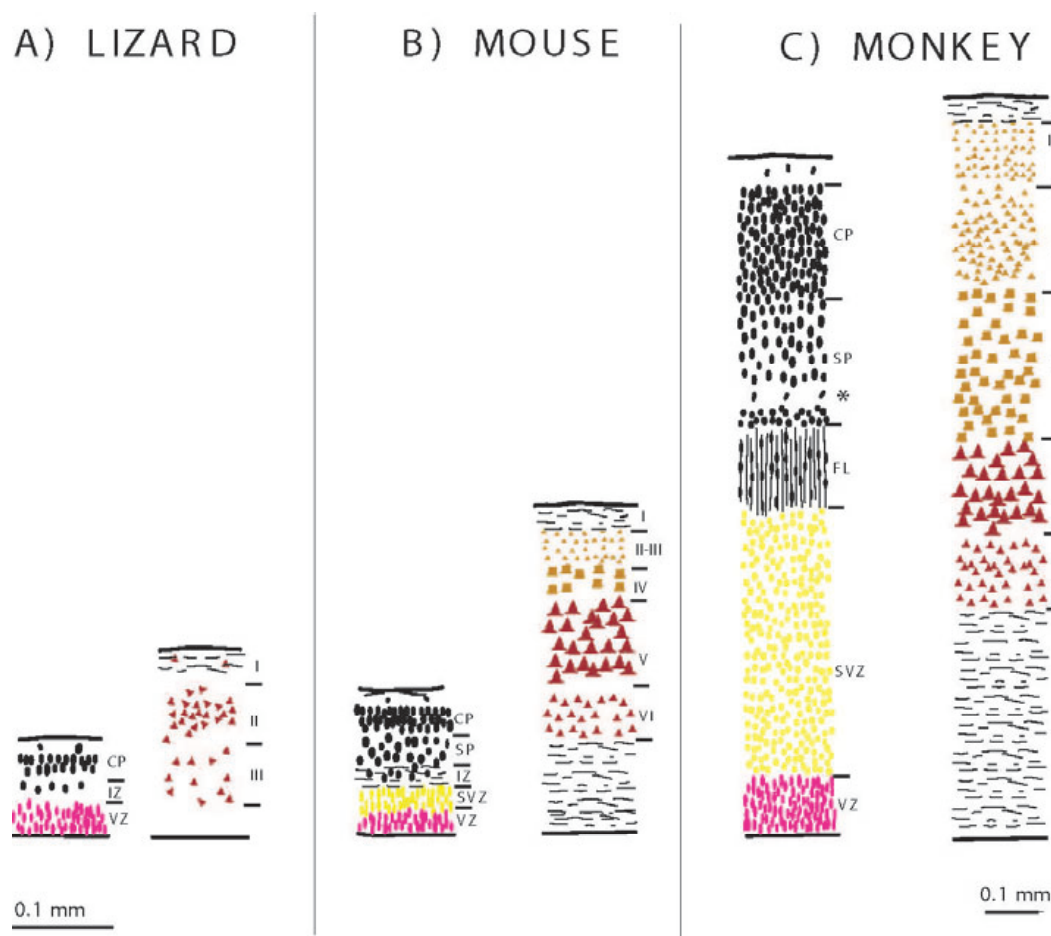 A) LIZARD
CP
IZ
VZ
I
II
III
0.1 mm
B) MOUSE
CP
SP
IZ
SVZ
VZ
I
II-III
IV
V
VI
C) MONKEY
CP
SP
*
FL
SVZ
VZ
0.1 mm